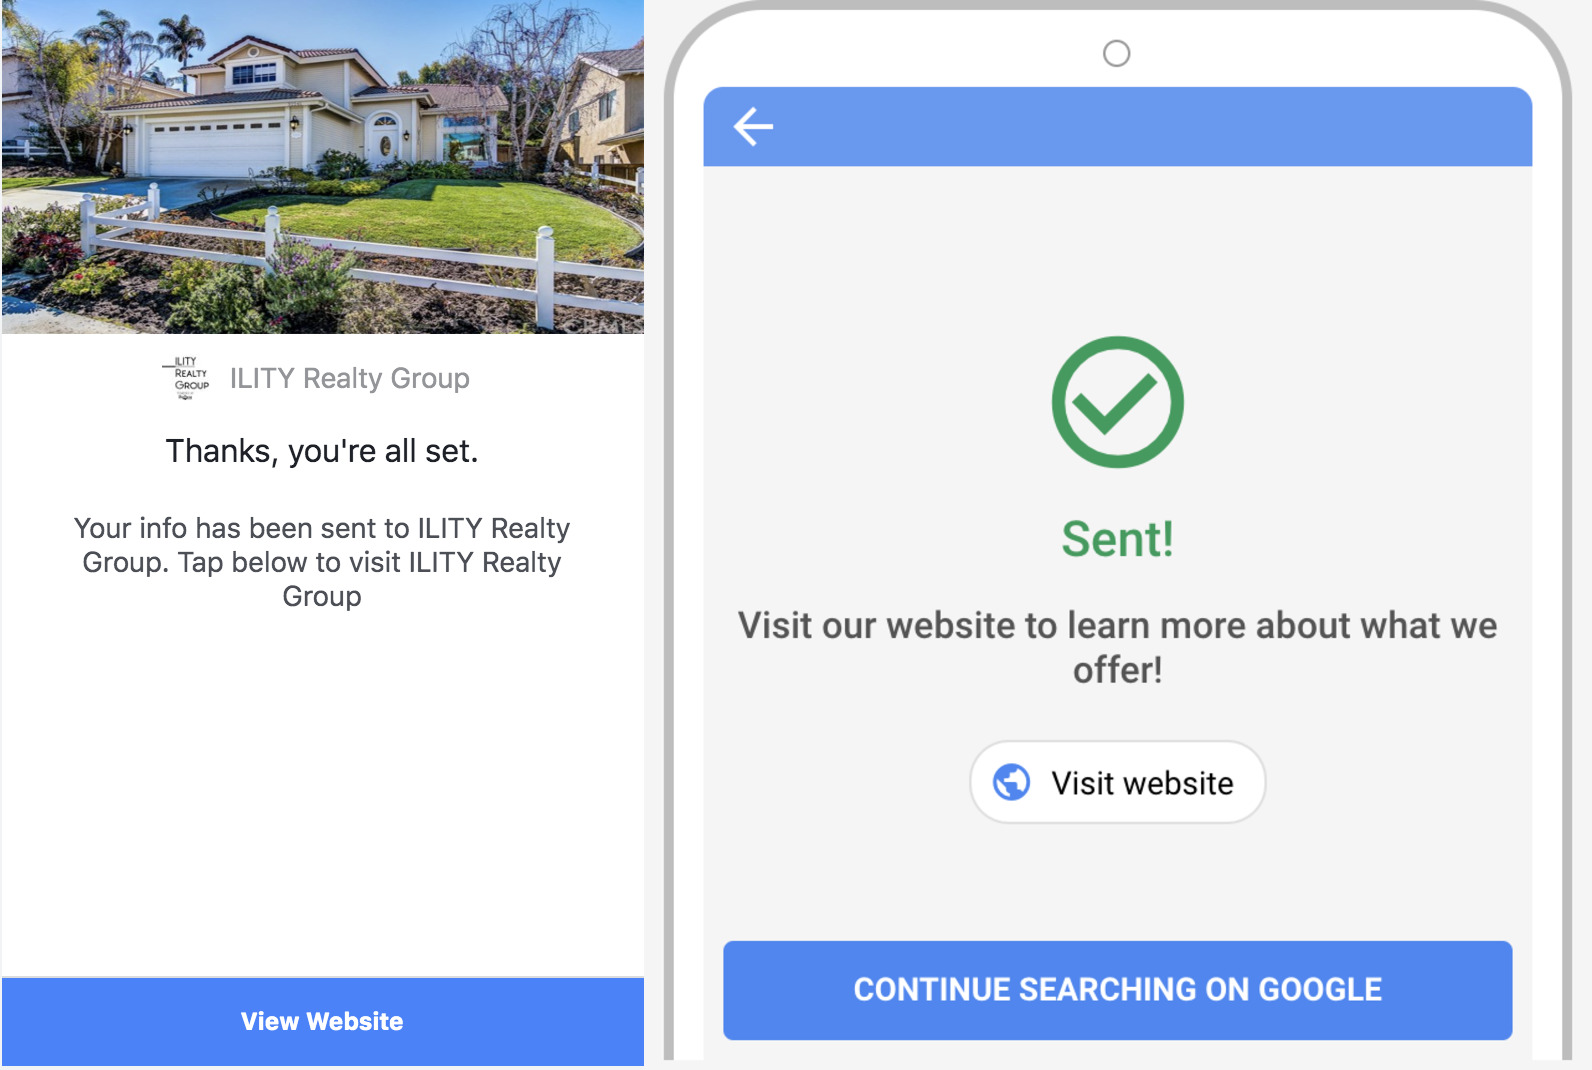 CRMLS
ILITY
REALTY
GROUP
ILITY Realty Group
Thanks, you're all set.
Your info has been sent to ILITY Realty
Group. Tap below to visit ILITY Realty
Group
View Website
Sent!
Visit our website to learn more about what we
offer!
Visit website
CONTINUE SEARCHING ON GOOGLE